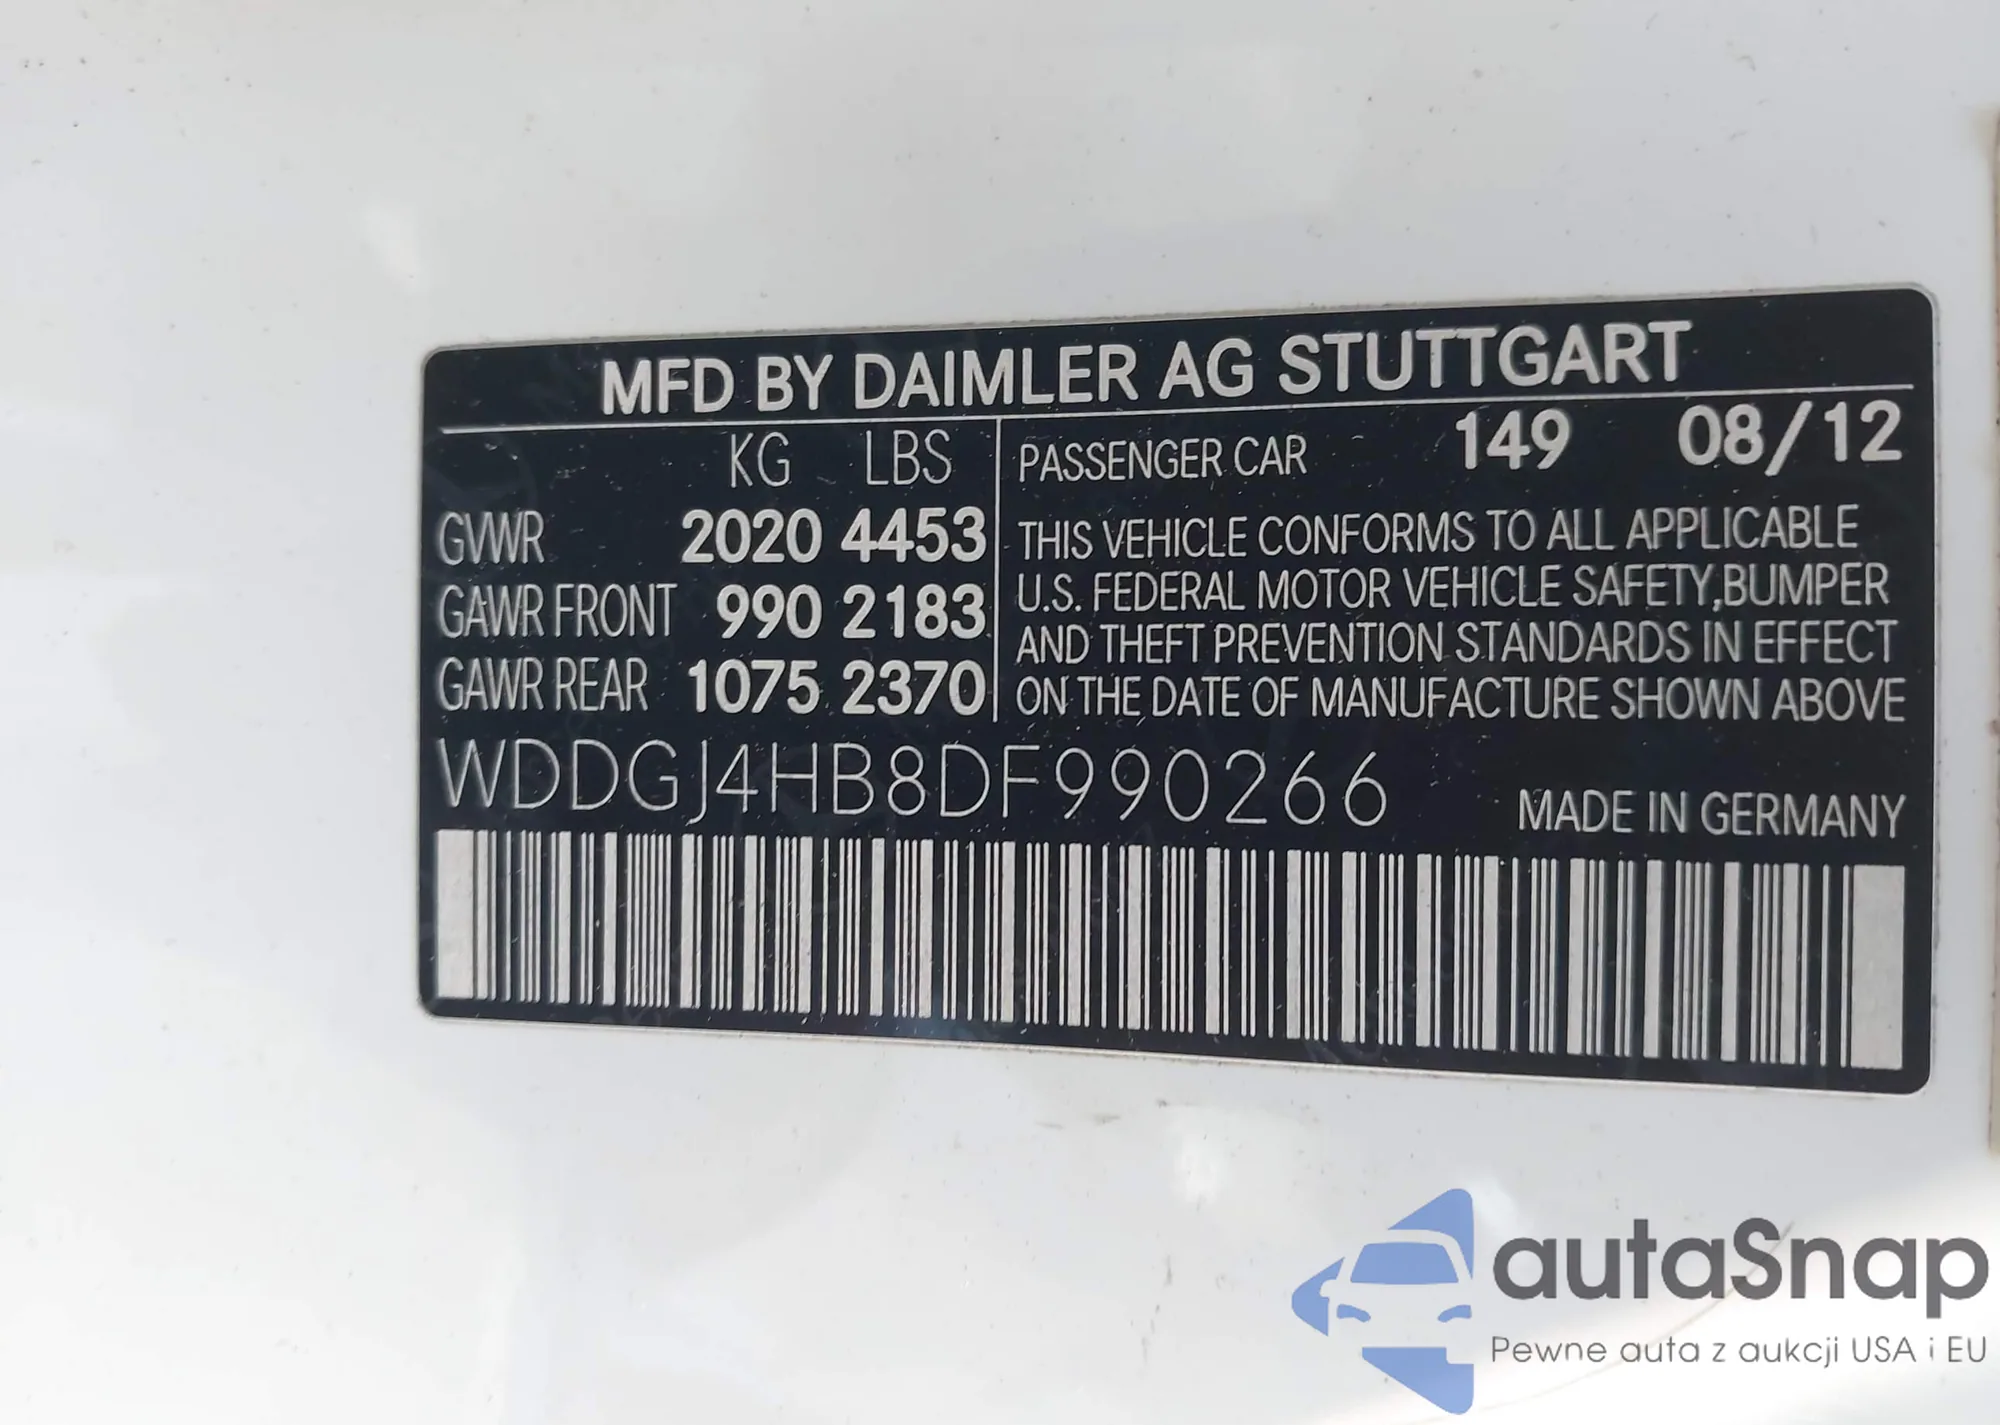 MFD BY DAIMLER AG STUTTGART
KG LBS
GVWR 2020 4453
GAWR FRONT 990 2183
GAWR REAR 1075 2370
PASSENGER CAR 149 08/12
THIS VEHICLE CONFORMS TO ALL APPLICABLE
U.S. FEDERAL MOTOR VEHICLE SAFETY,BUMPER
AND THEFT PREVENTION STANDARDS IN EFFECT
ON THE DATE OF MANUFACTURE SHOWN ABOVE
WDDGJ4HB8DF990266
MADE IN GERMANY
autaSnap
Pewne auta z aukcji USA i EU